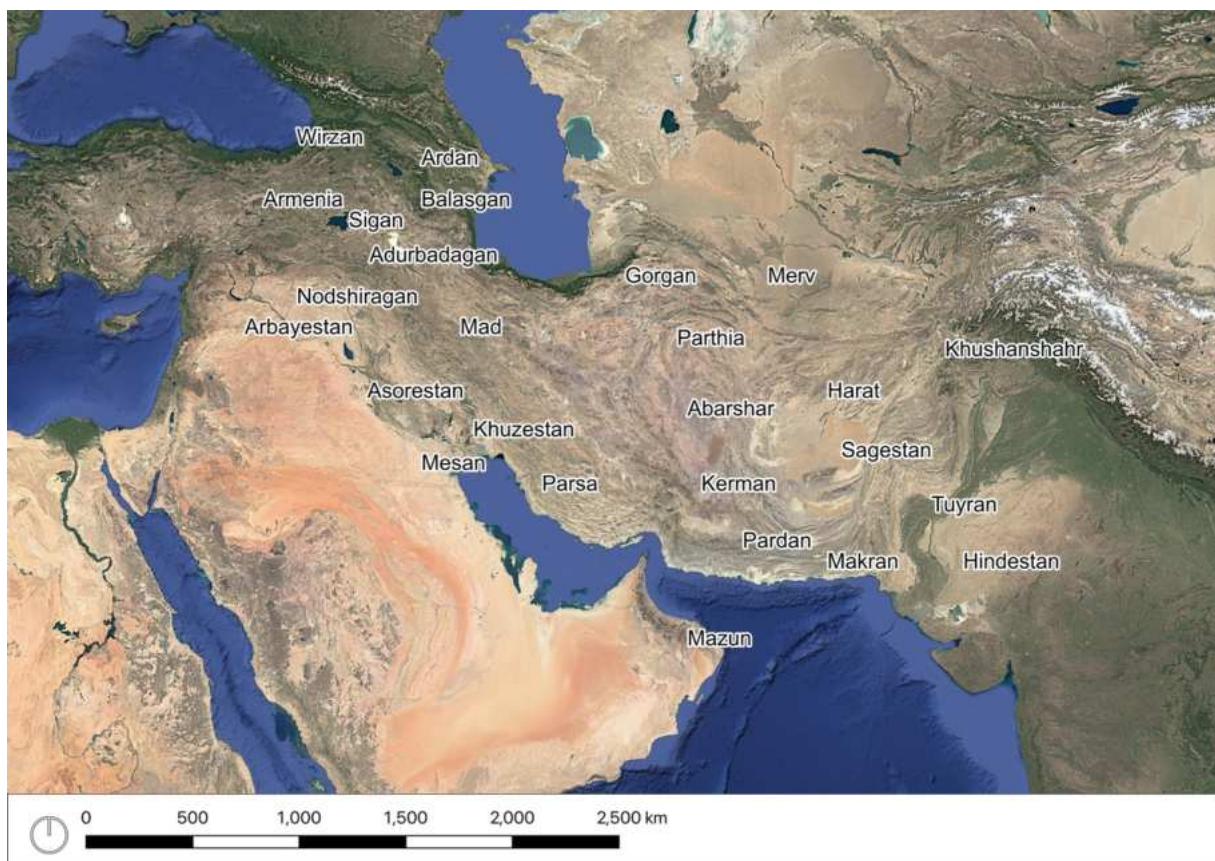 Wirzan
Ardan
Armenia
Balasgan
Sigan
Adurbadagan
Gorgan
Merv
Nodshiragan
Arbayestan
Mad
Parthia
Khushanshahr
Asorestan
Harat
Abarshar
Khuzestan
Sagestan
Mesan
Parsa
Kerman
Tuyran
Pardan
Makran
Hindestan
Mazun
0 500 1,000 1,500 2,000 2,500 km